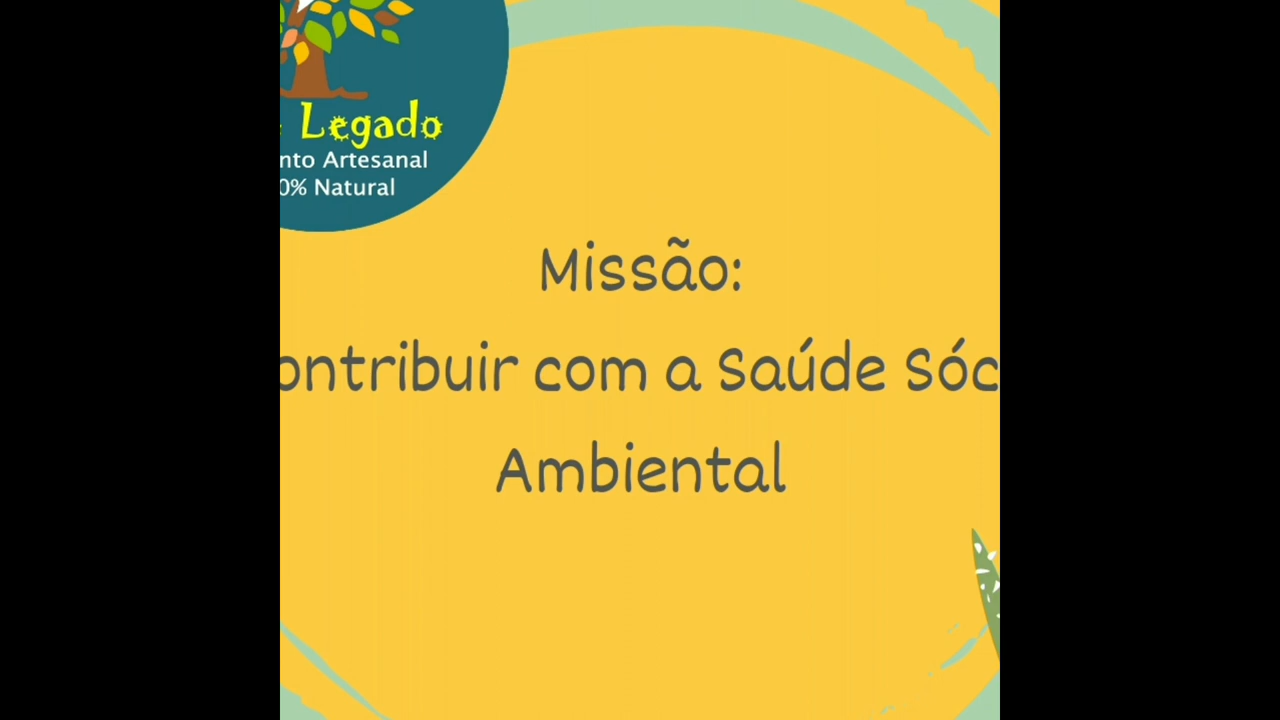 Legado
nto Artesanal
0% Natural
Missão:
ontribuir com a Saúde Sóc
Ambiental